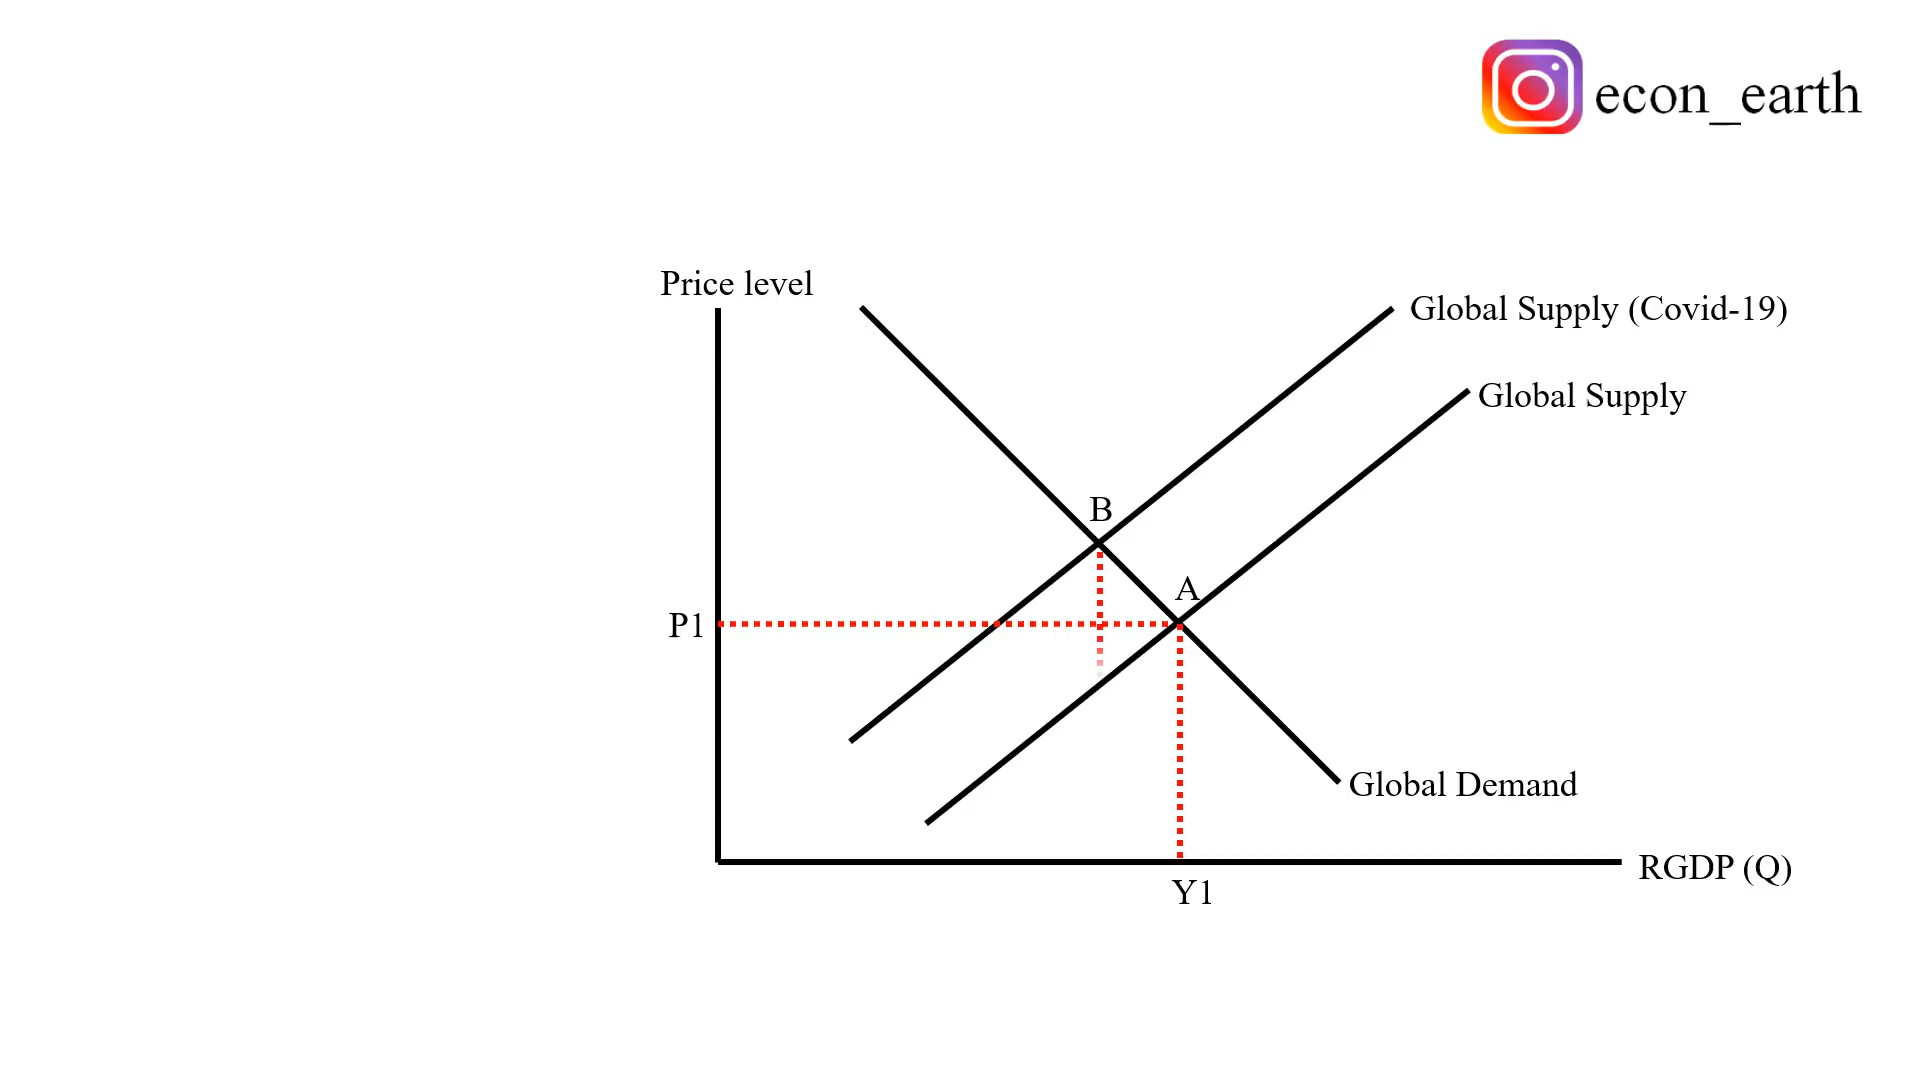 econ_earth
Price level
Global Supply (Covid-19)
Global Supply
B
A
P1
Global Demand
RGDP (Q)
Y1